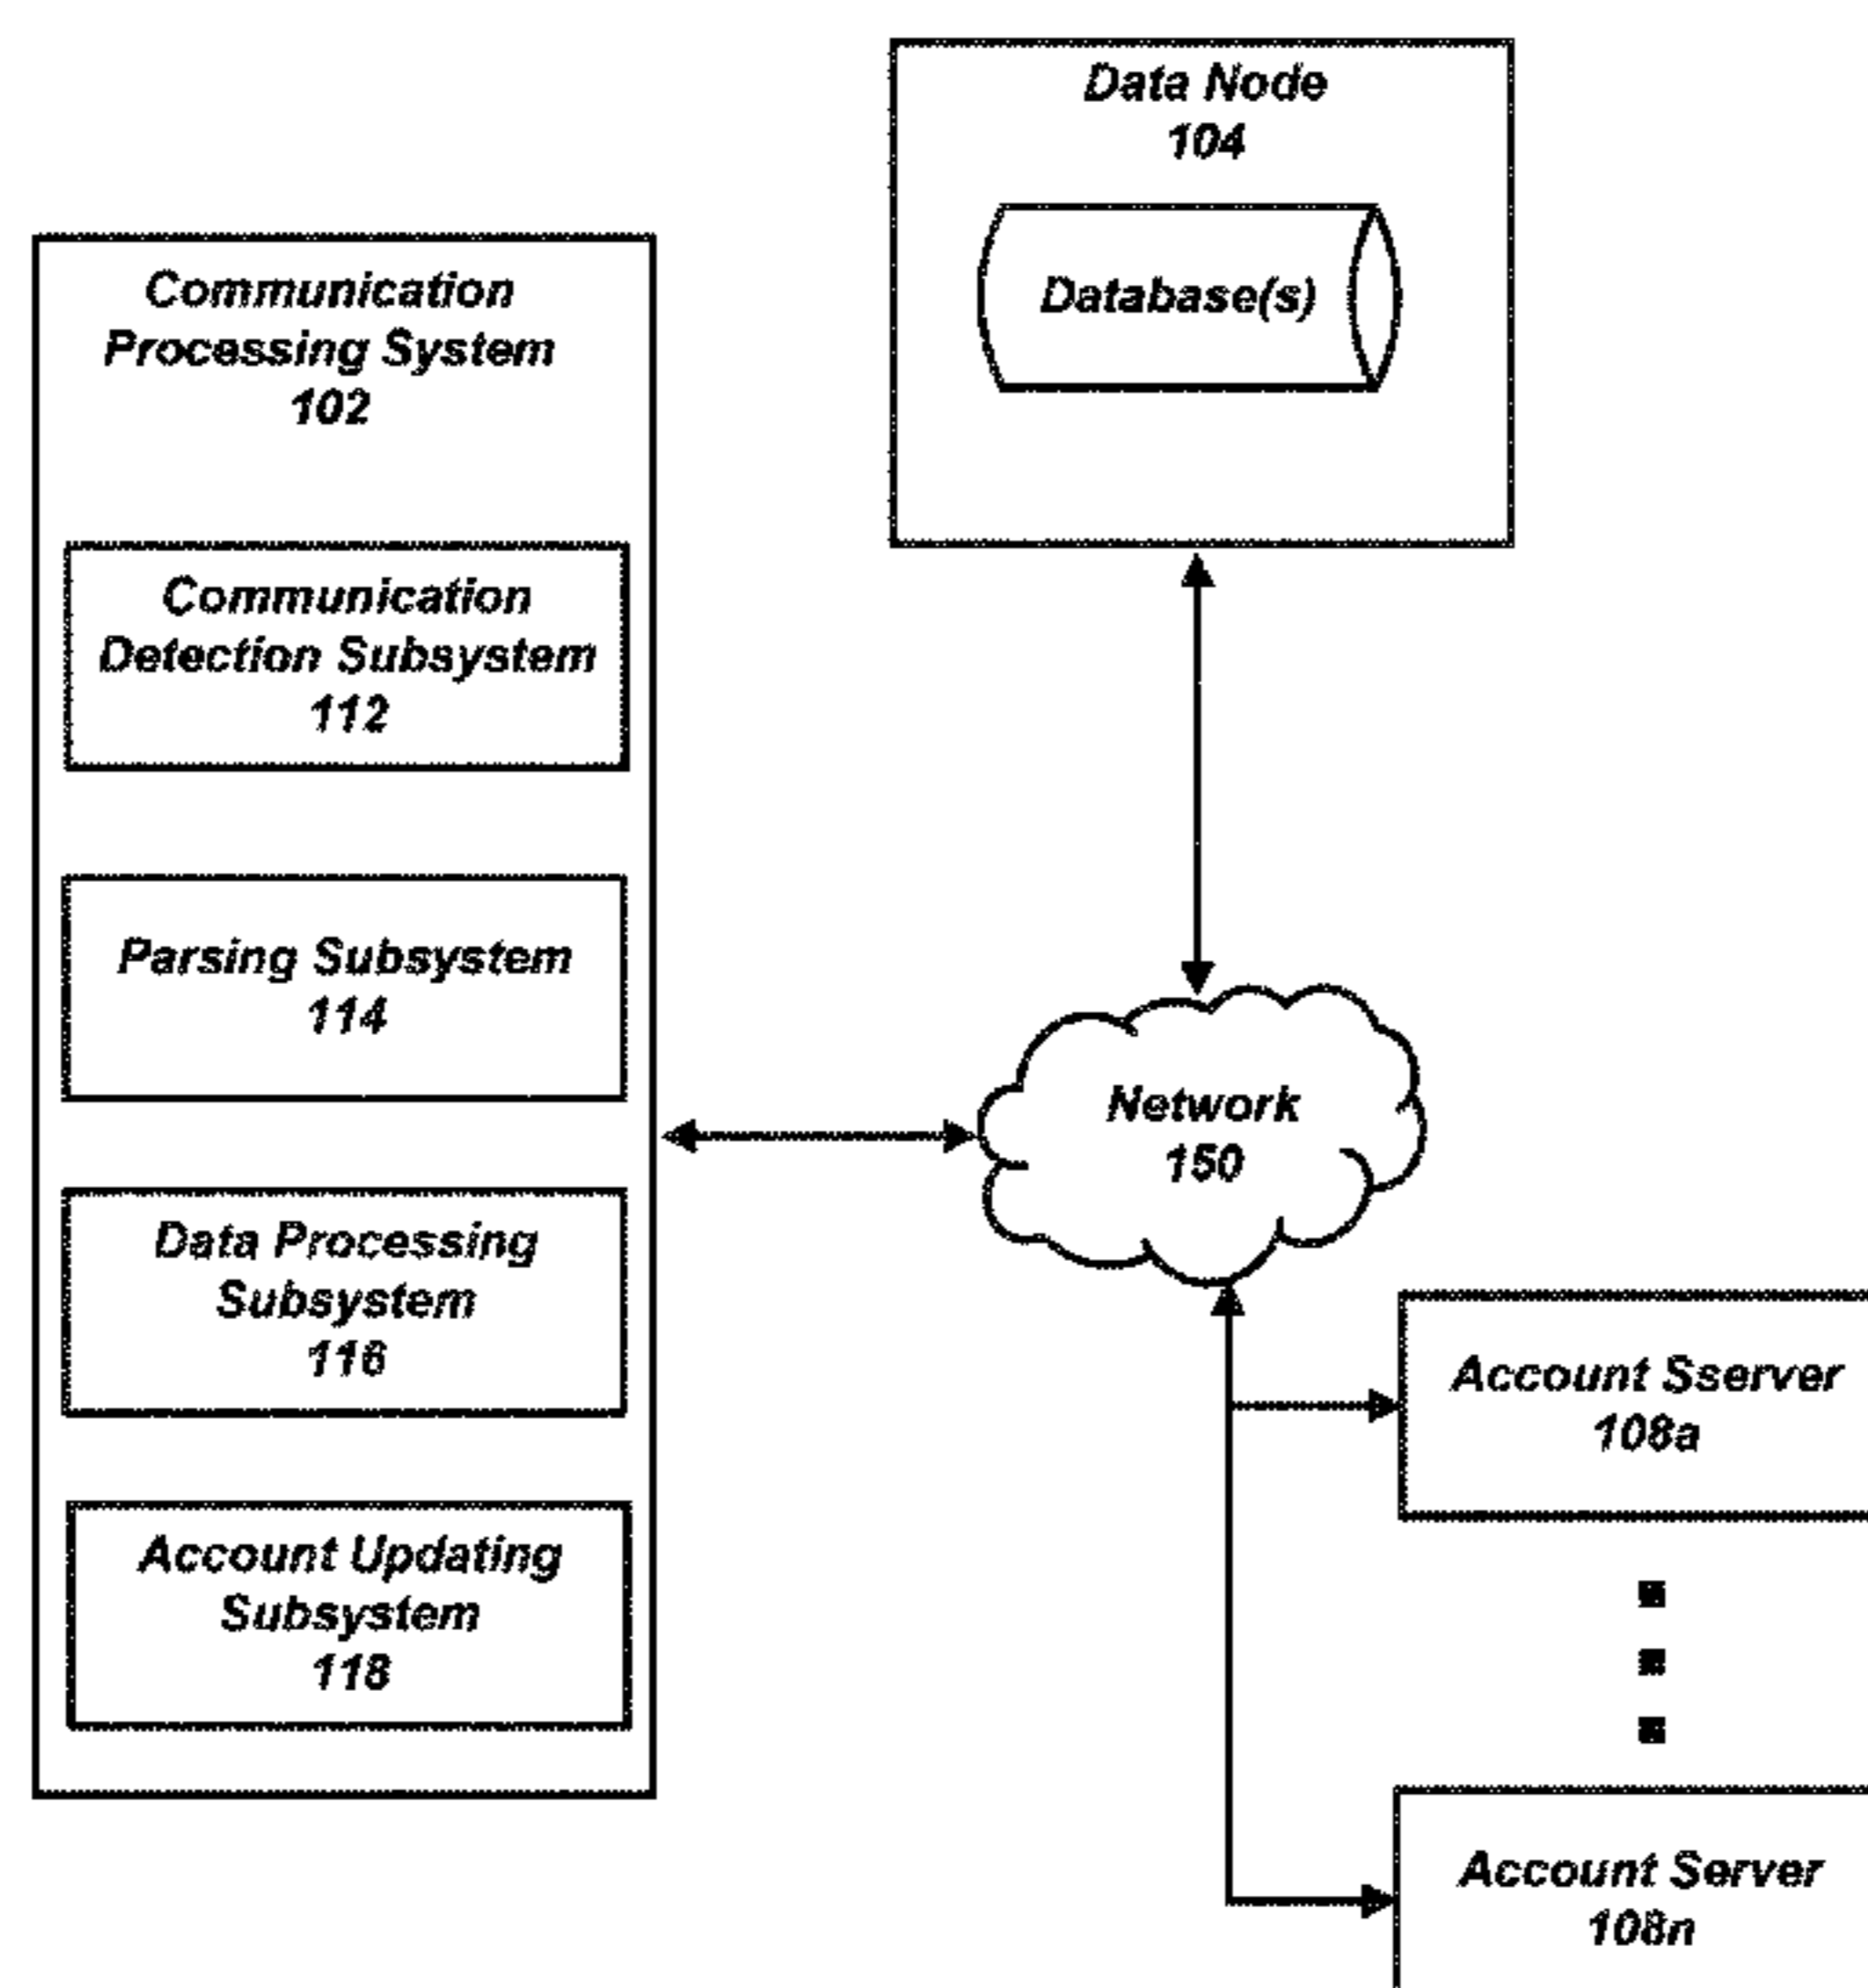 Data Node
104
Database(s)
Communication
Processing System
102
Communication
Detection Subsystem
112
Parsing Subsystem
114
Data Processing
Subsystem
116
Account Updating
Subsystem
118
Network
150
Account Sserver
108a
Account Server
108n